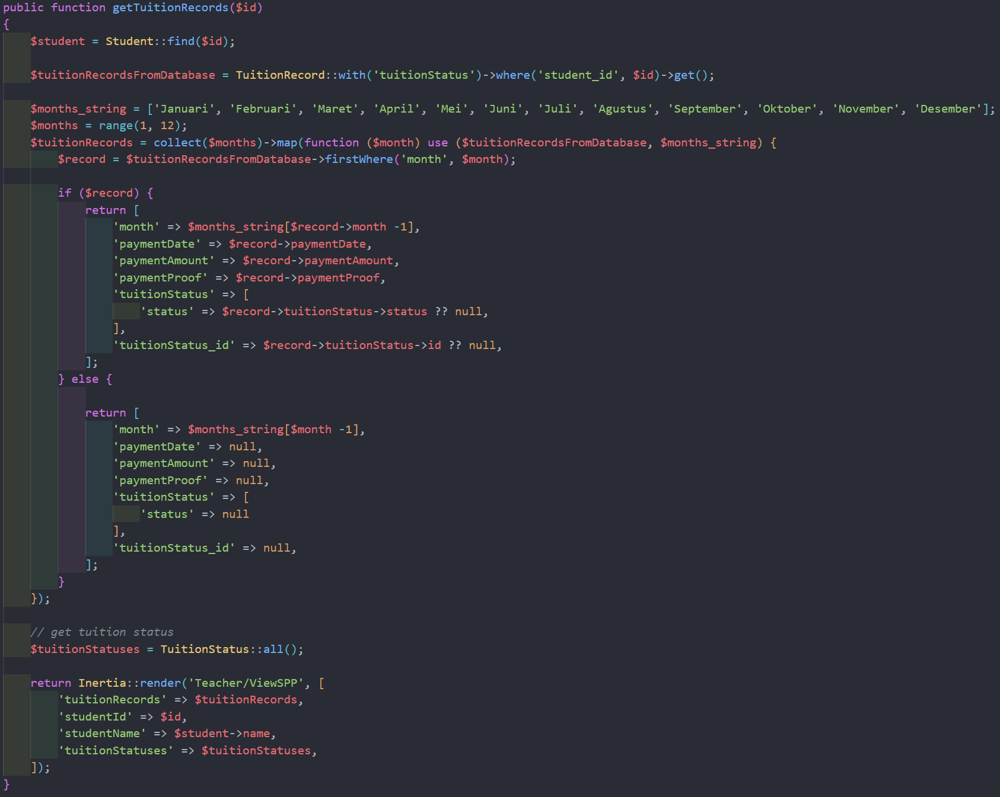 public function getTuitionRecords($id)
{
    $student = Student::find($id);

    $tuitionRecordsFromDatabase = TuitionRecord::with('tuitionStatus')->where('student_id', $id)->get();

    $months_string = ['Januari', 'Februari', 'Maret', 'April', 'Mei', 'Juni', 'Juli', 'Agustus', 'September', 'Oktober', 'November', 'Desember'];
    $months = range(1, 12);
    $tuitionRecords = collect($months)->map(function ($month) use ($tuitionRecordsFromDatabase, $months_string) {
        $record = $tuitionRecordsFromDatabase->firstWhere('month', $month);

        if ($record) {
            return [
                'month' => $months_string[$record->month -1],
                'paymentDate' => $record->paymentDate,
                'paymentAmount' => $record->paymentAmount,
                'paymentProof' => $record->paymentProof,
                'tuitionStatus' => [
                    'status' => $record->tuitionStatus->status ?? null,
                ],
                'tuitionStatus_id' => $record->tuitionStatus->id ?? null,
            ];
        } else {

            return [
                'month' => $months_string[$month -1],
                'paymentDate' => null,
                'paymentAmount' => null,
                'paymentProof' => null,
                'tuitionStatus' => [
                    'status' => null
                ],
                'tuitionStatus_id' => null,
            ];
        }
    });

    // get tuition status
    $tuitionStatuses = TuitionStatus::all();

    return Inertia::render('Teacher/ViewSPP', [
        'tuitionRecords' => $tuitionRecords,
        'studentId' => $id,
        'studentName' => $student->name,
        'tuitionStatuses' => $tuitionStatuses,
    ]);
}